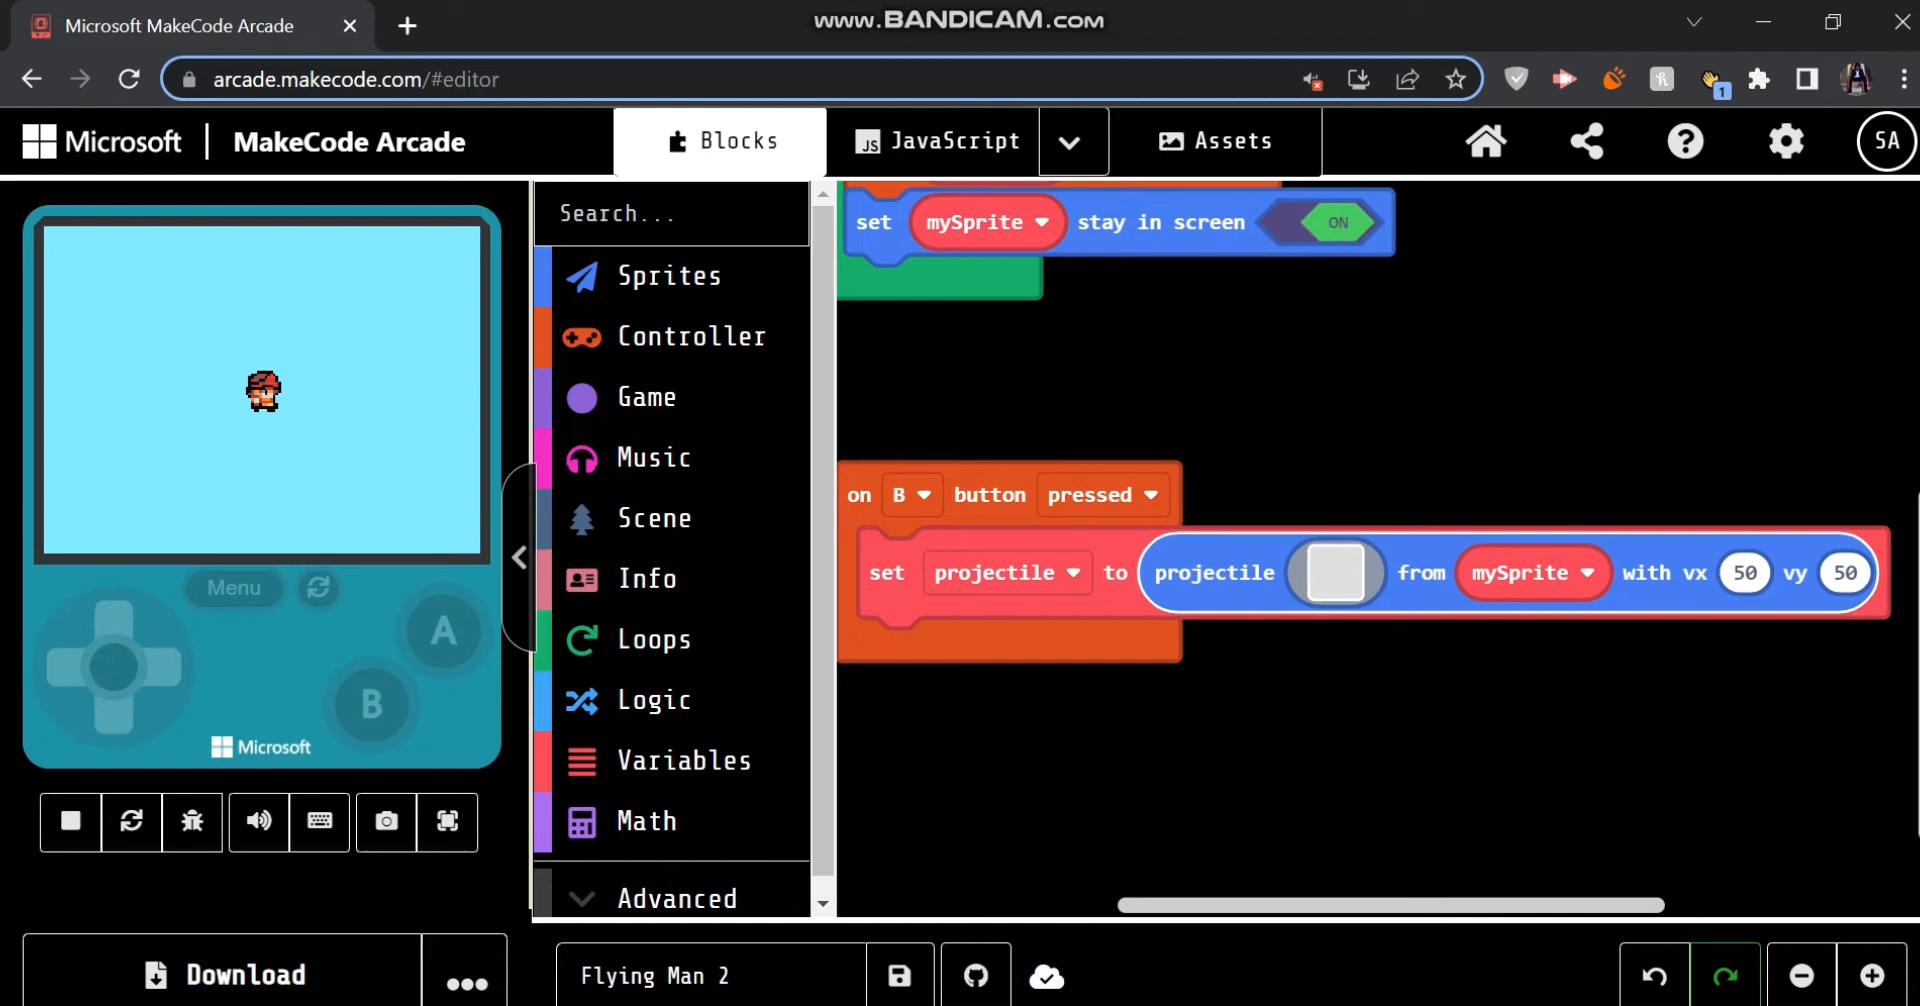 Microsoft MakeCode Arcade
www.BANDICAM.com
arcade.makecode.com/#editor
1
Microsoft
MakeCode Arcade
Blocks
JS JavaScript
Assets
SA
Search...
Sprites
Controller
Game
Music
Scene
Info
Loops
Logic
Variables
Math
Advanced
set mySprite stay in screen ON
on B button pressed
set projectile to projectile from mySprite with vx 50 vy 50
Menu
A
B
Microsoft
Download
Flying Man 2